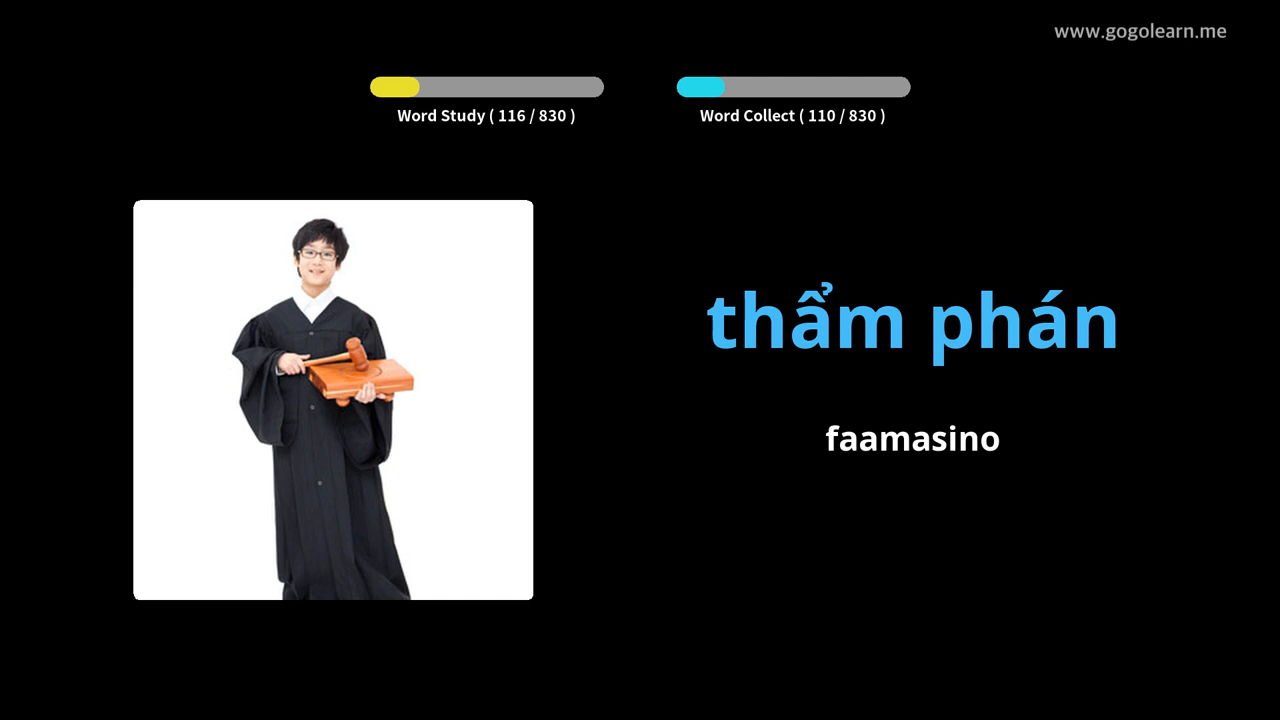 www.gogolearn.me
Word Study ( 116 / 830 )
Word Collect ( 110 / 830 )
thẩm phán
faamasino